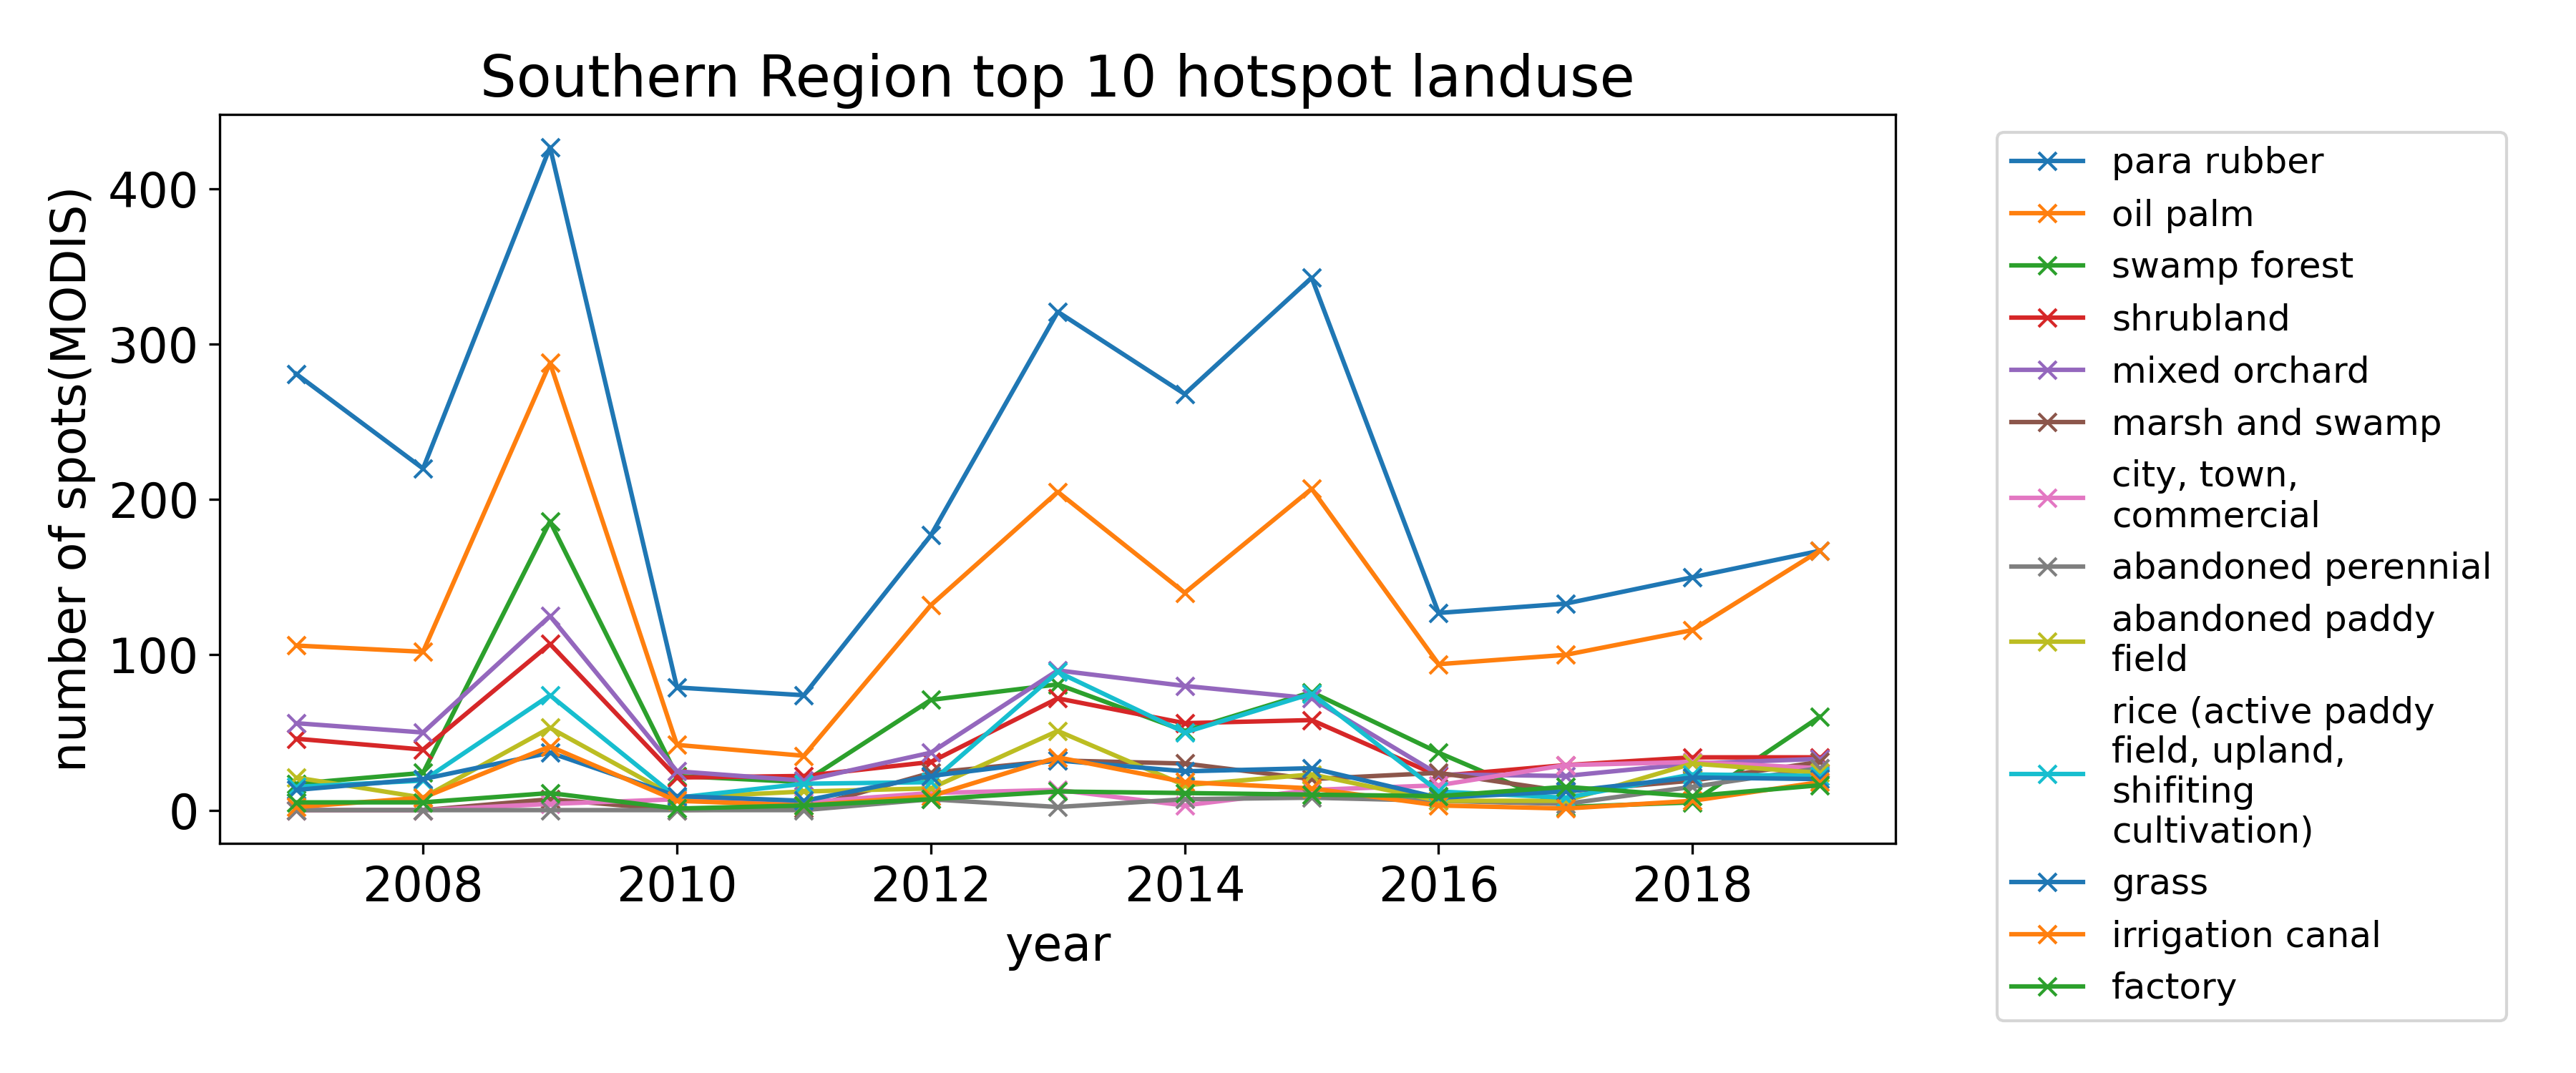 Southern Region top 10 hotspot landuse
number of spots(MODIS)
400
300
200
100
0
2008 2010 2012 2014 2016 2018
year
para rubber
oil palm
swamp forest
shrubland
mixed orchard
marsh and swamp
city, town,
commercial
abandoned perennial
abandoned paddy
field
rice (active paddy
field, upland,
shifiting
cultivation)
grass
irrigation canal
factory